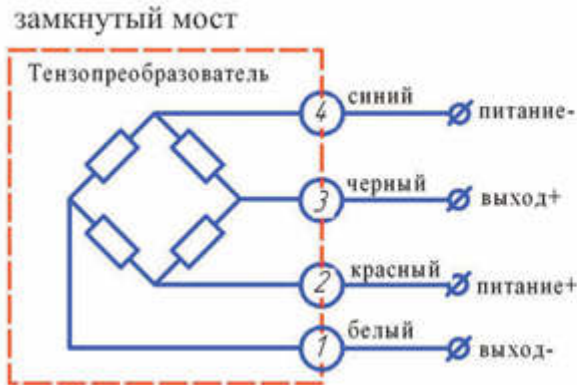 замкнутый мост
Тензопреобразователь
4 синий питание-
3 черный выход+
2 красный питание+
1 белый выход-